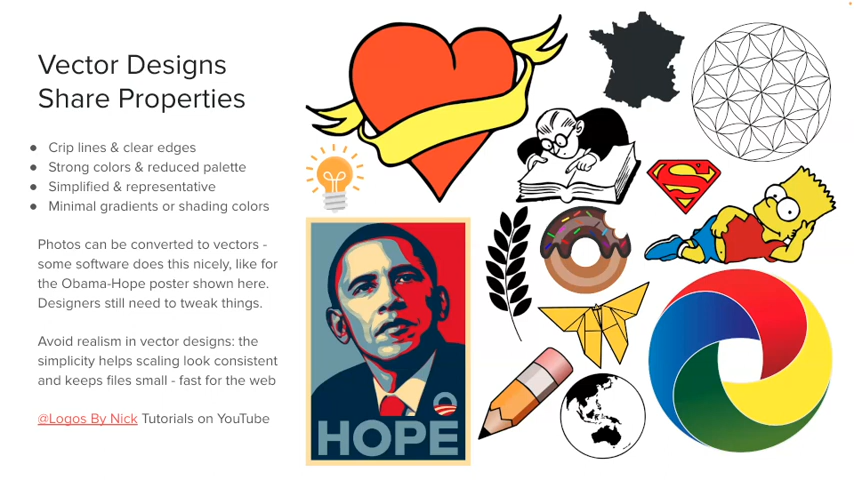 Vector Designs
Share Properties
● Crip lines & clear edges
● Strong colors & reduced palette
● Simplified & representative
● Minimal gradients or shading colors
Photos can be converted to vectors -
some software does this nicely, like for
the Obama-Hope poster shown here.
Designers still need to tweak things.
Avoid realism in vector designs: the
simplicity helps scaling look consistent
and keeps files small - fast for the web
@Logos By Nick Tutorials on YouTube
S
HOPE